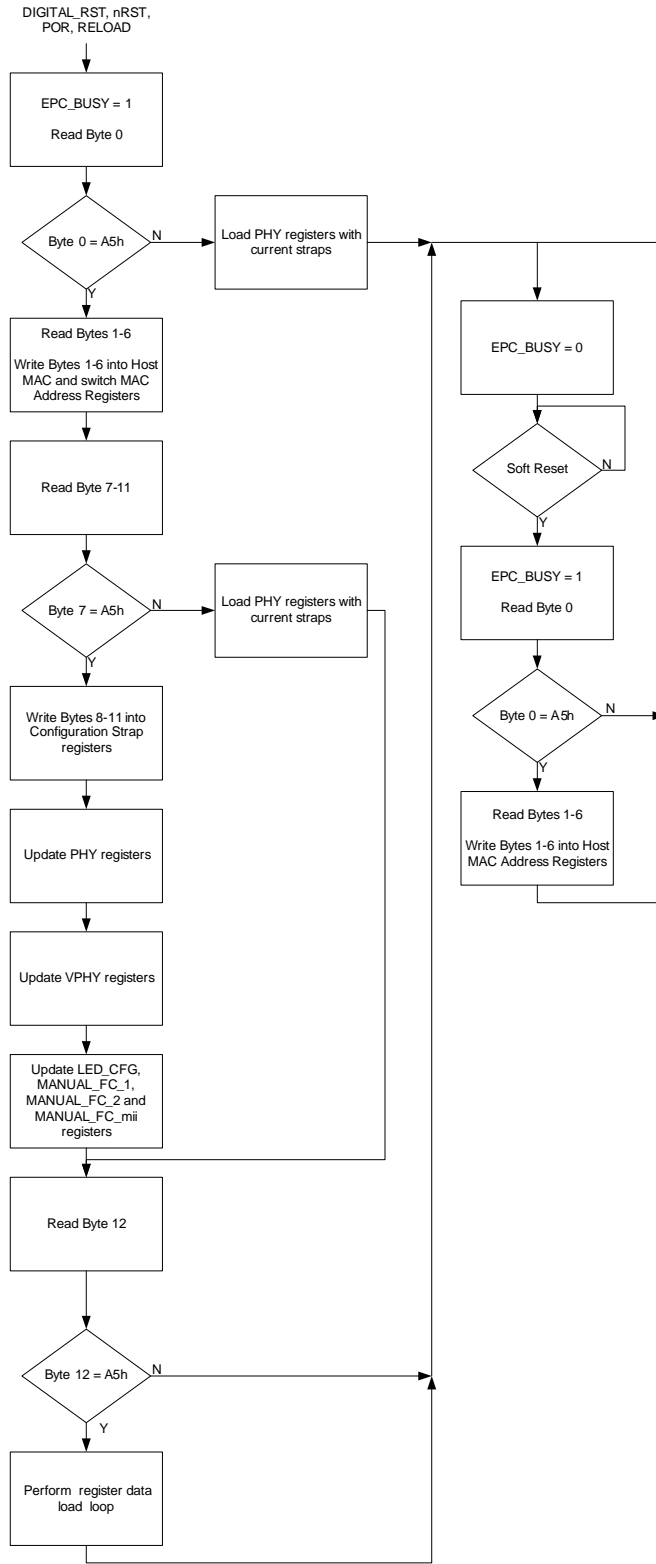 DIGITAL_RST, nRST,
POR, RELOAD
EPC_BUSY = 1
Read Byte 0
Byte 0 = A5h
N
Y
Load PHY registers with
current straps
Read Bytes 1-6
Write Bytes 1-6 into Host
MAC and switch MAC
Address Registers
Read Byte 7-11
Byte 7 = A5h
N
Y
Load PHY registers with
current straps
Write Bytes 8-11 into
Configuration Strap
registers
Update PHY registers
Update VPHY registers
Update LED_CFG,
MANUAL_FC_1,
MANUAL_FC_2 and
MANUAL_FC_mii
registers
Read Byte 12
Byte 12 = A5h
N
Y
Perform register data
load loop
EPC_BUSY = 0
Soft Reset
N
Y
EPC_BUSY = 1
Read Byte 0
Byte 0 = A5h
N
Y
Read Bytes 1-6
Write Bytes 1-6 into Host
MAC Address Registers